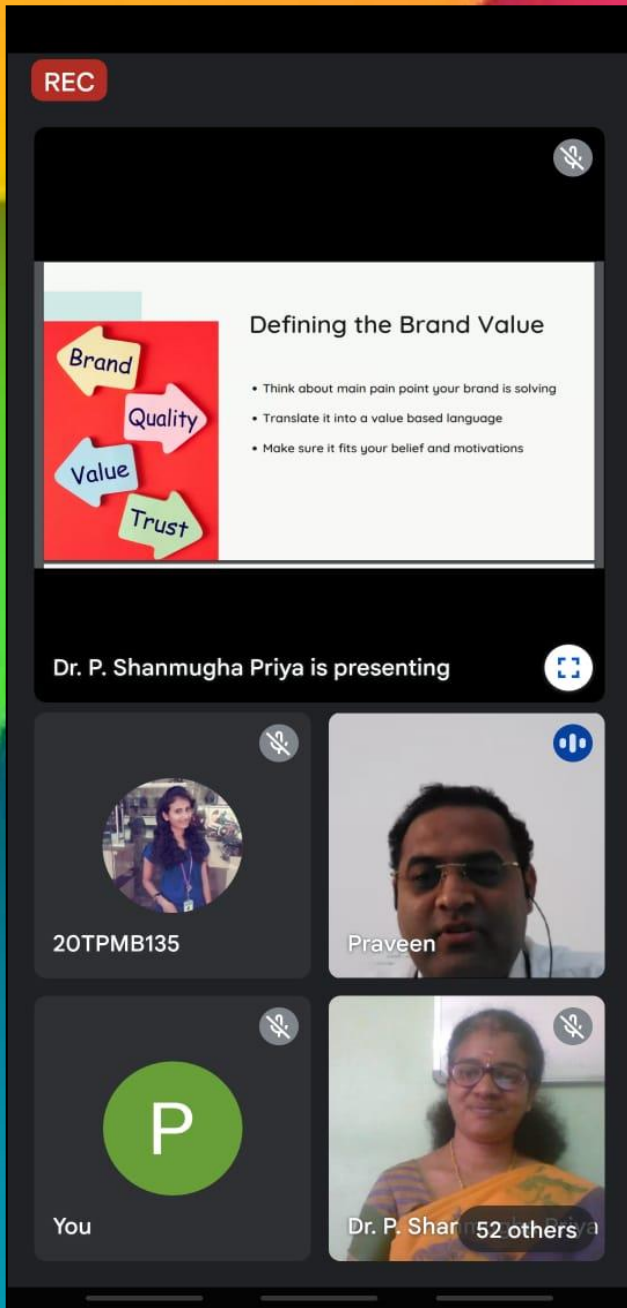 REC
Brand
Quality
Value
Trust
Defining the Brand Value
• Think about main pain point your brand is solving
• Translate it into a value based language
• Make sure it fits your belief and motivations
Dr. P. Shanmugha Priya is presenting
20TPMB135
Praveen
P
You
Dr. P. Shanmugha Priya
52 others